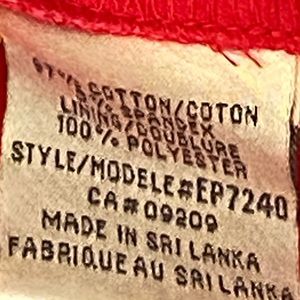 97% COTTON/COTON
% SPANDEX
LINING/DOUBLURE
100% POLYESTER
STYLE/MODELE#EP7240
CA#09209
MADE IN SRI LANKA
FABRIQUE AU SRI LANKA